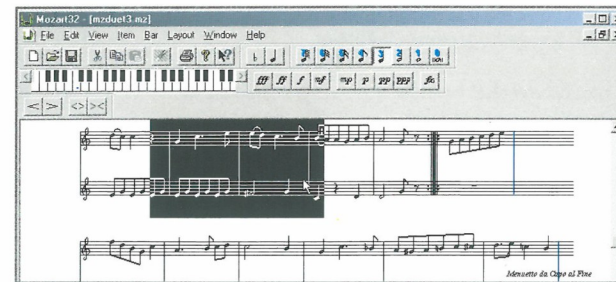 Mozart32 - [mzduet3.mz]
File Edit View Item Bar Layout Window Help
fff ff f mf mp p pp ppp
Menuetto da Capo al Fine